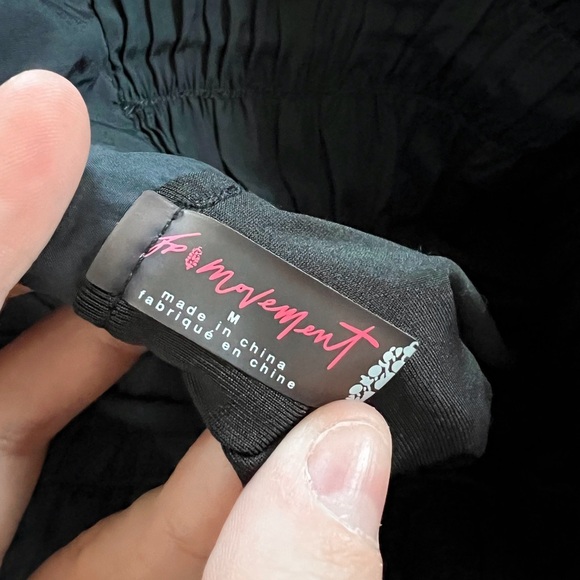 fp movement
M
made in china
fabriqué en chine